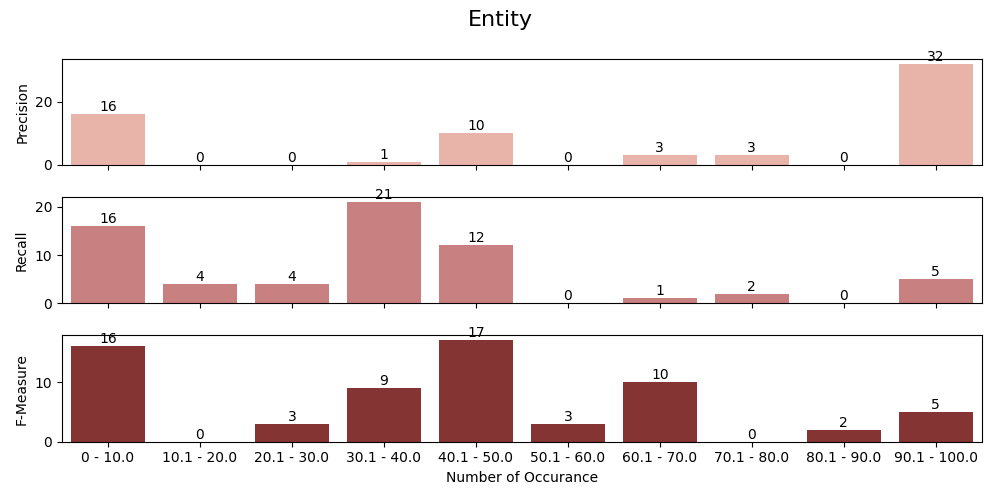 Entity
Precision
20
0
16 0 0 1 10 0 3 3 0 32
Recall
20
10
0
16 4 4 21 12 0 1 2 0 5
F-Measure
10
0
16 0 3 9 17 3 10 0 2 5
0 - 10.0 10.1 - 20.0 20.1 - 30.0 30.1 - 40.0 40.1 - 50.0 50.1 - 60.0 60.1 - 70.0 70.1 - 80.0 80.1 - 90.0 90.1 - 100.0
Number of Occurance